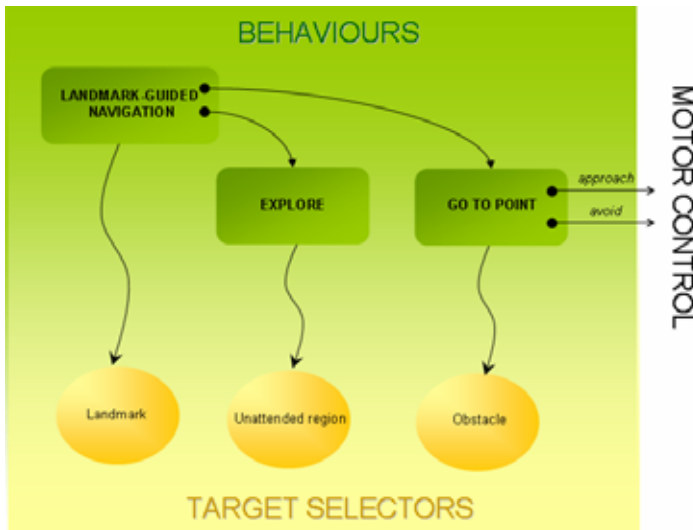 BEHAVIOURS
LANDMARK-GUIDED
NAVIGATION
EXPLORE
GO TO POINT
approach
avoid
MOTOR CONTROL
Landmark
Unattended region
Obstacle
TARGET SELECTORS